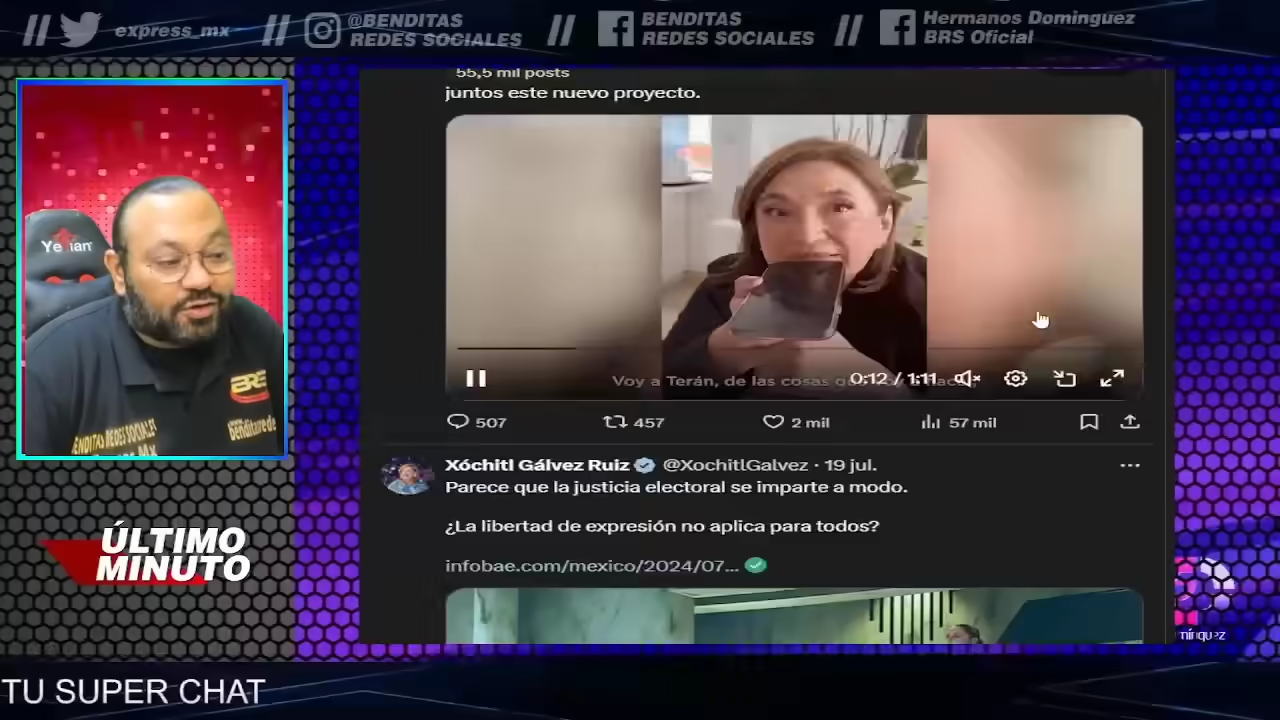 express_mx
@BENDITAS
REDES SOCIALES
BENDITAS
REDES SOCIALES
Hermanos Dominguez
BRS Oficial
55,5 mil posts
juntos este nuevo proyecto.
Voy a Terán, de las cosas
0:12 / 1:11
507
457
2 mil
57 mil
Xóchitl Gálvez Ruiz @XochitlGalvez · 19 jul.
Parece que la justicia electoral se imparte a modo.
¿La libertad de expresión no aplica para todos?
infobae.com/mexico/2024/07...
BENDITAS REDES SOCIALES
ÚLTIMO
MINUTO
TU SUPER CHAT